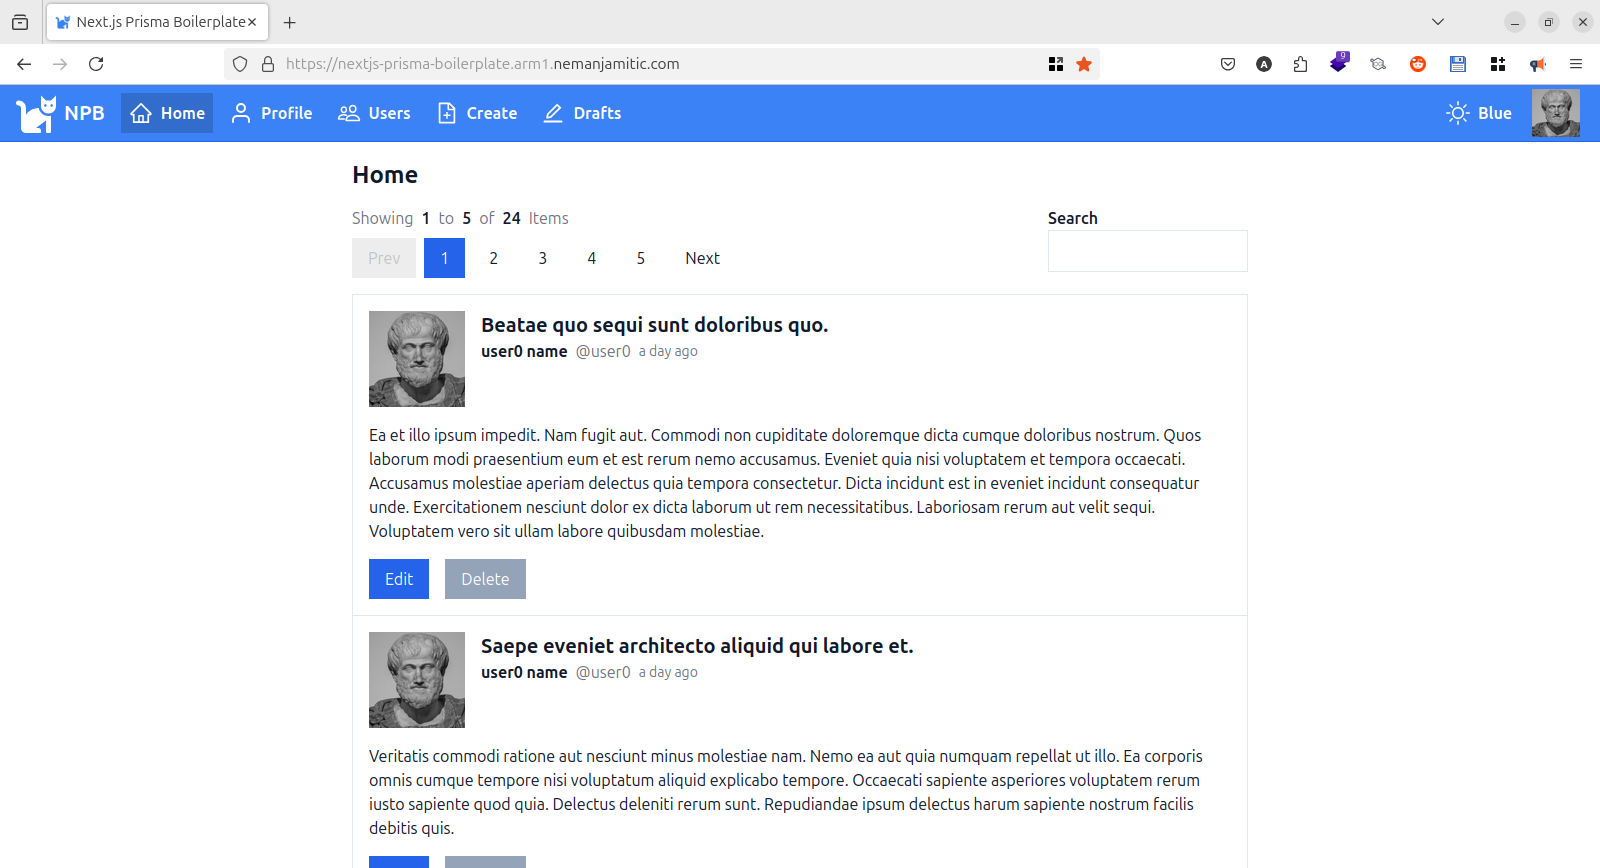 Next.js Prisma Boilerplate
https://nextjs-prisma-boilerplate.arm1.nemanjamitic.com
0
A
NPB Home Profile Users Create Drafts Blue
Home
Showing 1 to 5 of 24 Items
Search
Prev 1 2 3 4 5 Next
Beatae quo sequi sunt doloribus quo.
user0 name @user0 a day ago
Ea et illo ipsum impedit. Nam fugit aut. Commodi non cupiditate doloremque dicta cumque doloribus nostrum. Quos
laborum modi praesentium eum et est rerum nemo accusamus. Eveniet quia nisi voluptatem et tempora occaecati.
Accusamus molestiae aperiam delectus quia tempora consectetur. Dicta incidunt est in eveniet incidunt consequatur
unde. Exercitationem nesciunt dolor ex dicta laborum ut rem necessitatibus. Laboriosam rerum aut velit sequi.
Voluptatem vero sit ullam labore quibusdam molestiae.
Edit Delete
Saepe eveniet architecto aliquid qui labore et.
user0 name @user0 a day ago
Veritatis commodi ratione aut nesciunt minus molestiae nam. Nemo ea aut quia numquam repellat ut illo. Ea corporis
omnis cumque tempore nisi voluptatum aliquid explicabo tempore. Occaecati sapiente asperiores voluptatem rerum
iusto sapiente quod quia. Delectus deleniti rerum sunt. Repudiandae ipsum delectus harum sapiente nostrum facilis
debitis quis.